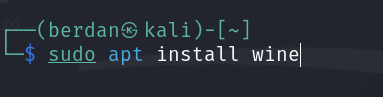 ┌──(berdan㉿kali)-[~]
└─$ sudo apt install wine